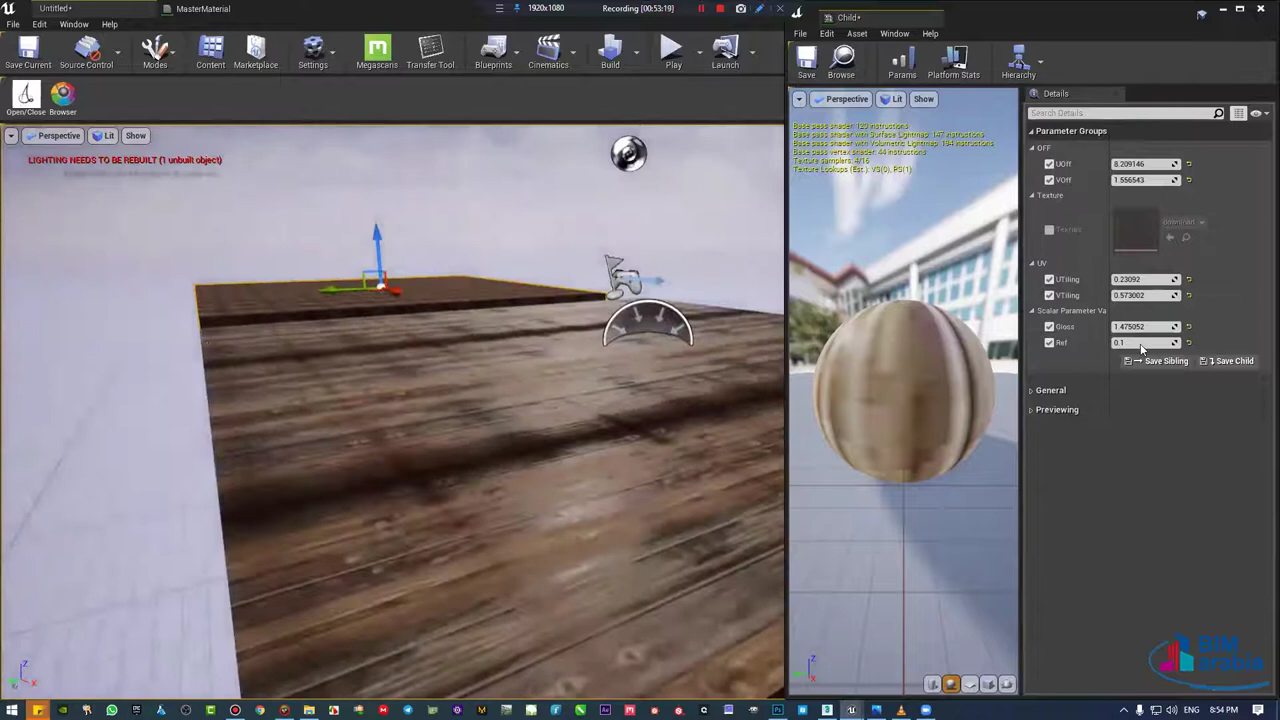 Untitled*
MasterMaterial
1920x1080
Recording [00:53:19]
File
Edit
Window
Help
Save Current
Source Control
Modes
Content
Marketplace
Settings
Megascans
Transfer Tool
Blueprints
Cinematics
Build
Play
Launch
Open/Close
Browser
Perspective
Lit
Show
LIGHTING NEEDS TO BE REBUILT (1 unbuilt object)
Child*
File
Edit
Asset
Window
Help
Save
Browse
Params
Platform Stats
Hierarchy
Perspective
Lit
Show
Base pass shader: 120 instructions
Base pass shader with Surface Lightmap: 147 instructions
Base pass shader with Volumetric Lightmap: 194 instructions
Base pass vertex shader: 44 instructions
Texture samplers: 4/16
Texture Lookups (Est.): VS(0), PS(1)
Details
Search Details
Parameter Groups
OFF
UOff 8.209146
VOff 1.556543
Texture
Texture download
UV
UTiling 0.23092
VTiling 0.573002
Scalar Parameter Va
Gloss 1.475052
Ref 0.1
Save Sibling Save Child
General
Previewing
BIM
arabia
8:54 PM